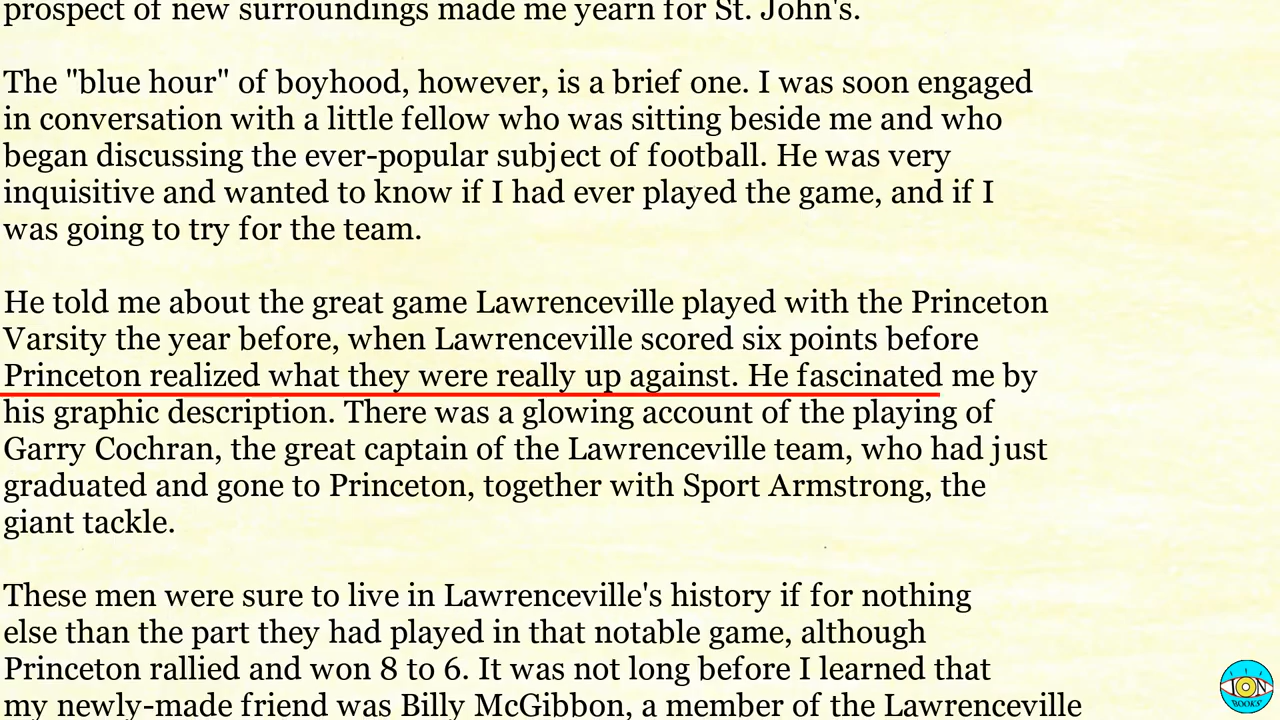 prospect of new surroundings made me yearn for St. John's.
The "blue hour" of boyhood, however, is a brief one. I was soon engaged
in conversation with a little fellow who was sitting beside me and who
began discussing the ever-popular subject of football. He was very
inquisitive and wanted to know if I had ever played the game, and if I
was going to try for the team.
He told me about the great game Lawrenceville played with the Princeton
Varsity the year before, when Lawrenceville scored six points before
Princeton realized what they were really up against. He fascinated me by
his graphic description. There was a glowing account of the playing of
Garry Cochran, the great captain of the Lawrenceville team, who had just
graduated and gone to Princeton, together with Sport Armstrong, the
giant tackle.
These men were sure to live in Lawrenceville's history if for nothing
else than the part they had played in that notable game, although
Princeton rallied and won 8 to 6. It was not long before I learned that
my newly-made friend was Billy McGibbon, a member of the Lawrenceville
ION
BOOKS